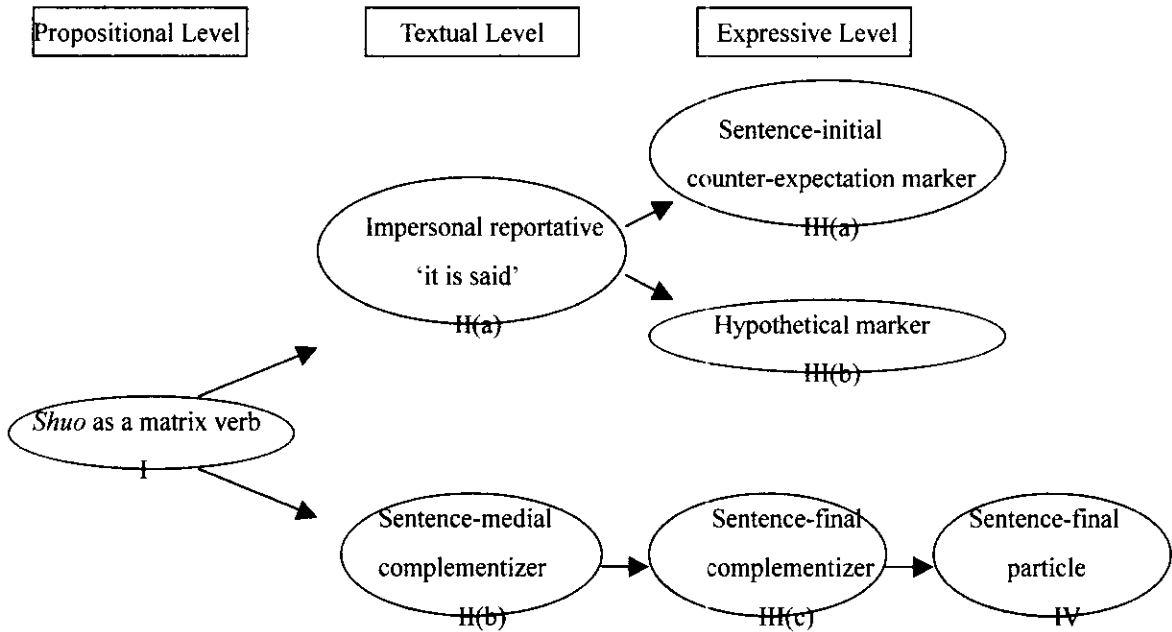 Propositional Level
Textual Level
Expressive Level
Sentence-initial
counter-expectation marker
III(a)
Impersonal reportative
‘it is said’
II(a)
Hypothetical marker
III(b)
Shuo as a matrix verb
I
Sentence-medial
complementizer
II(b)
Sentence-final
complementizer
III(c)
Sentence-final
particle
IV